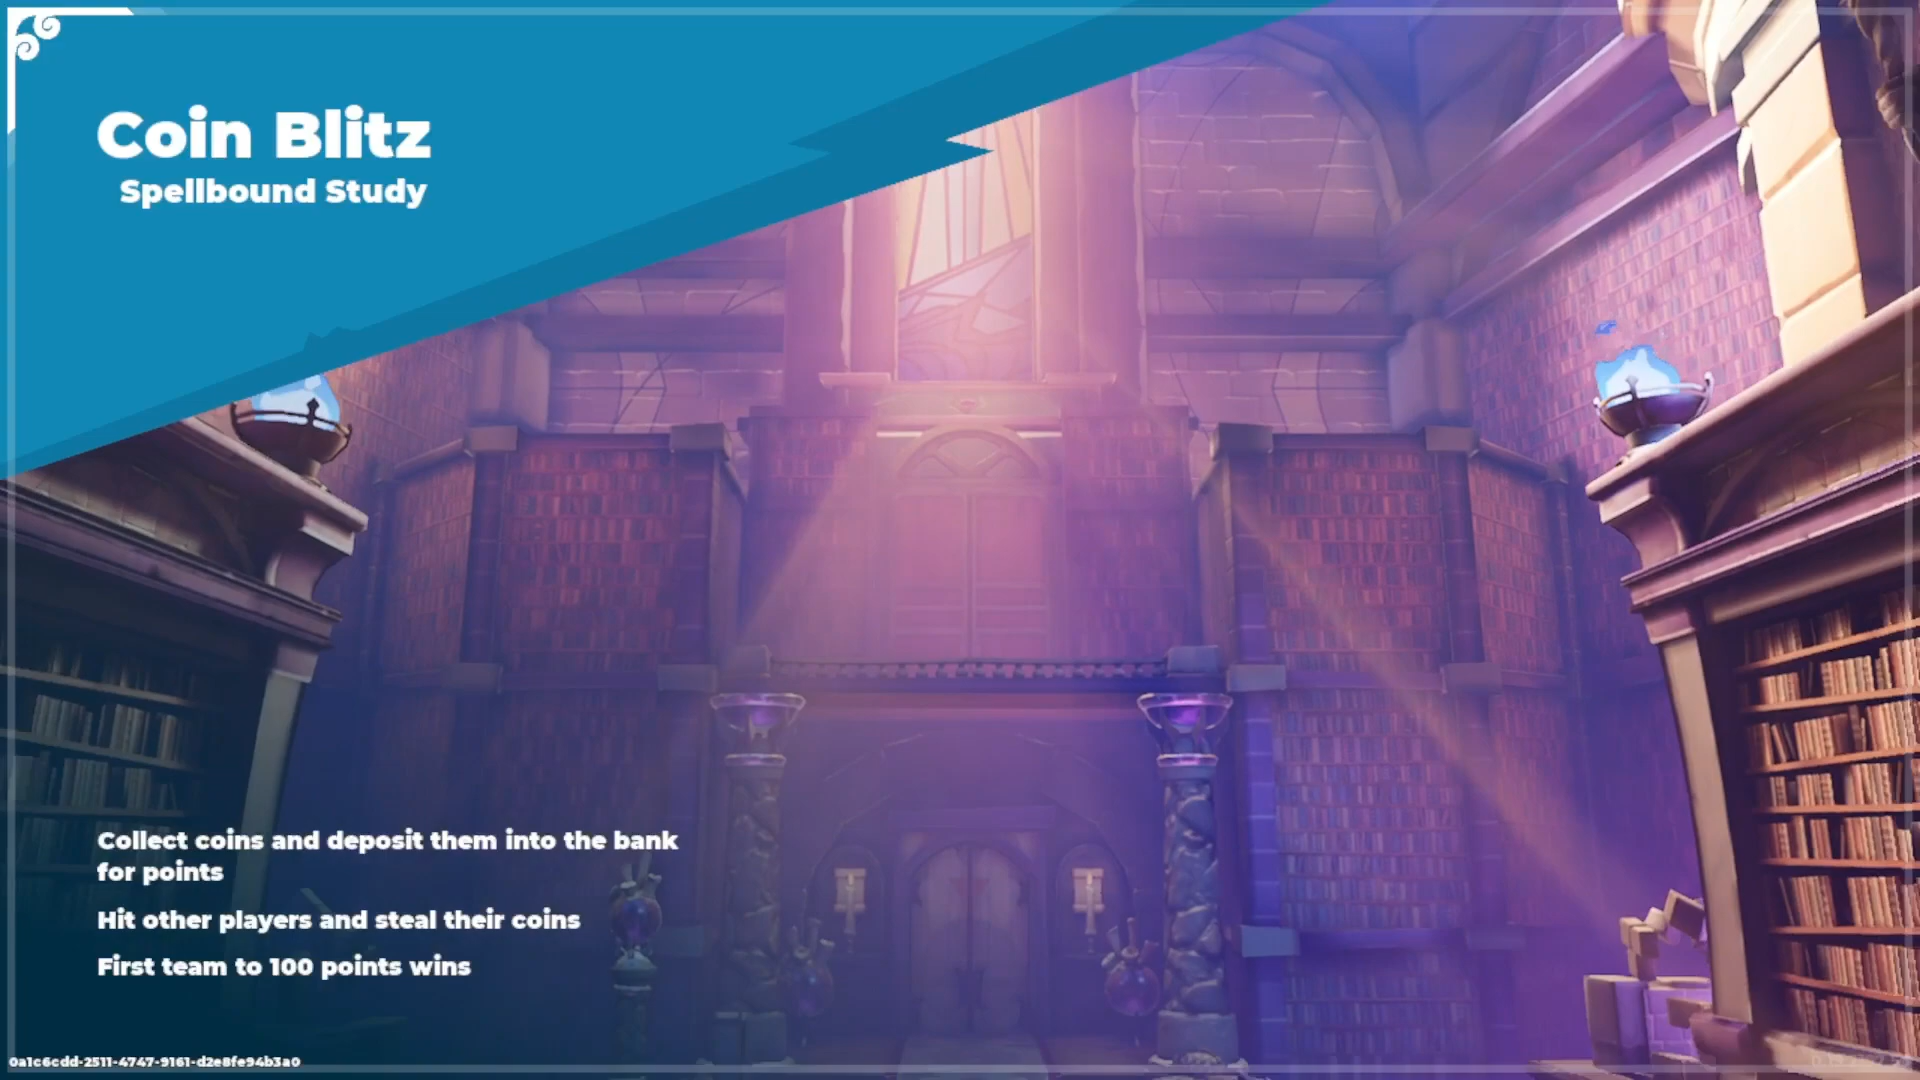 Coin Blitz
Spellbound Study
Collect coins and deposit them into the bank
for points
Hit other players and steal their coins
First team to 100 points wins
0a1c6cdd-2511-4747-9161-d2e8fe94b3a0